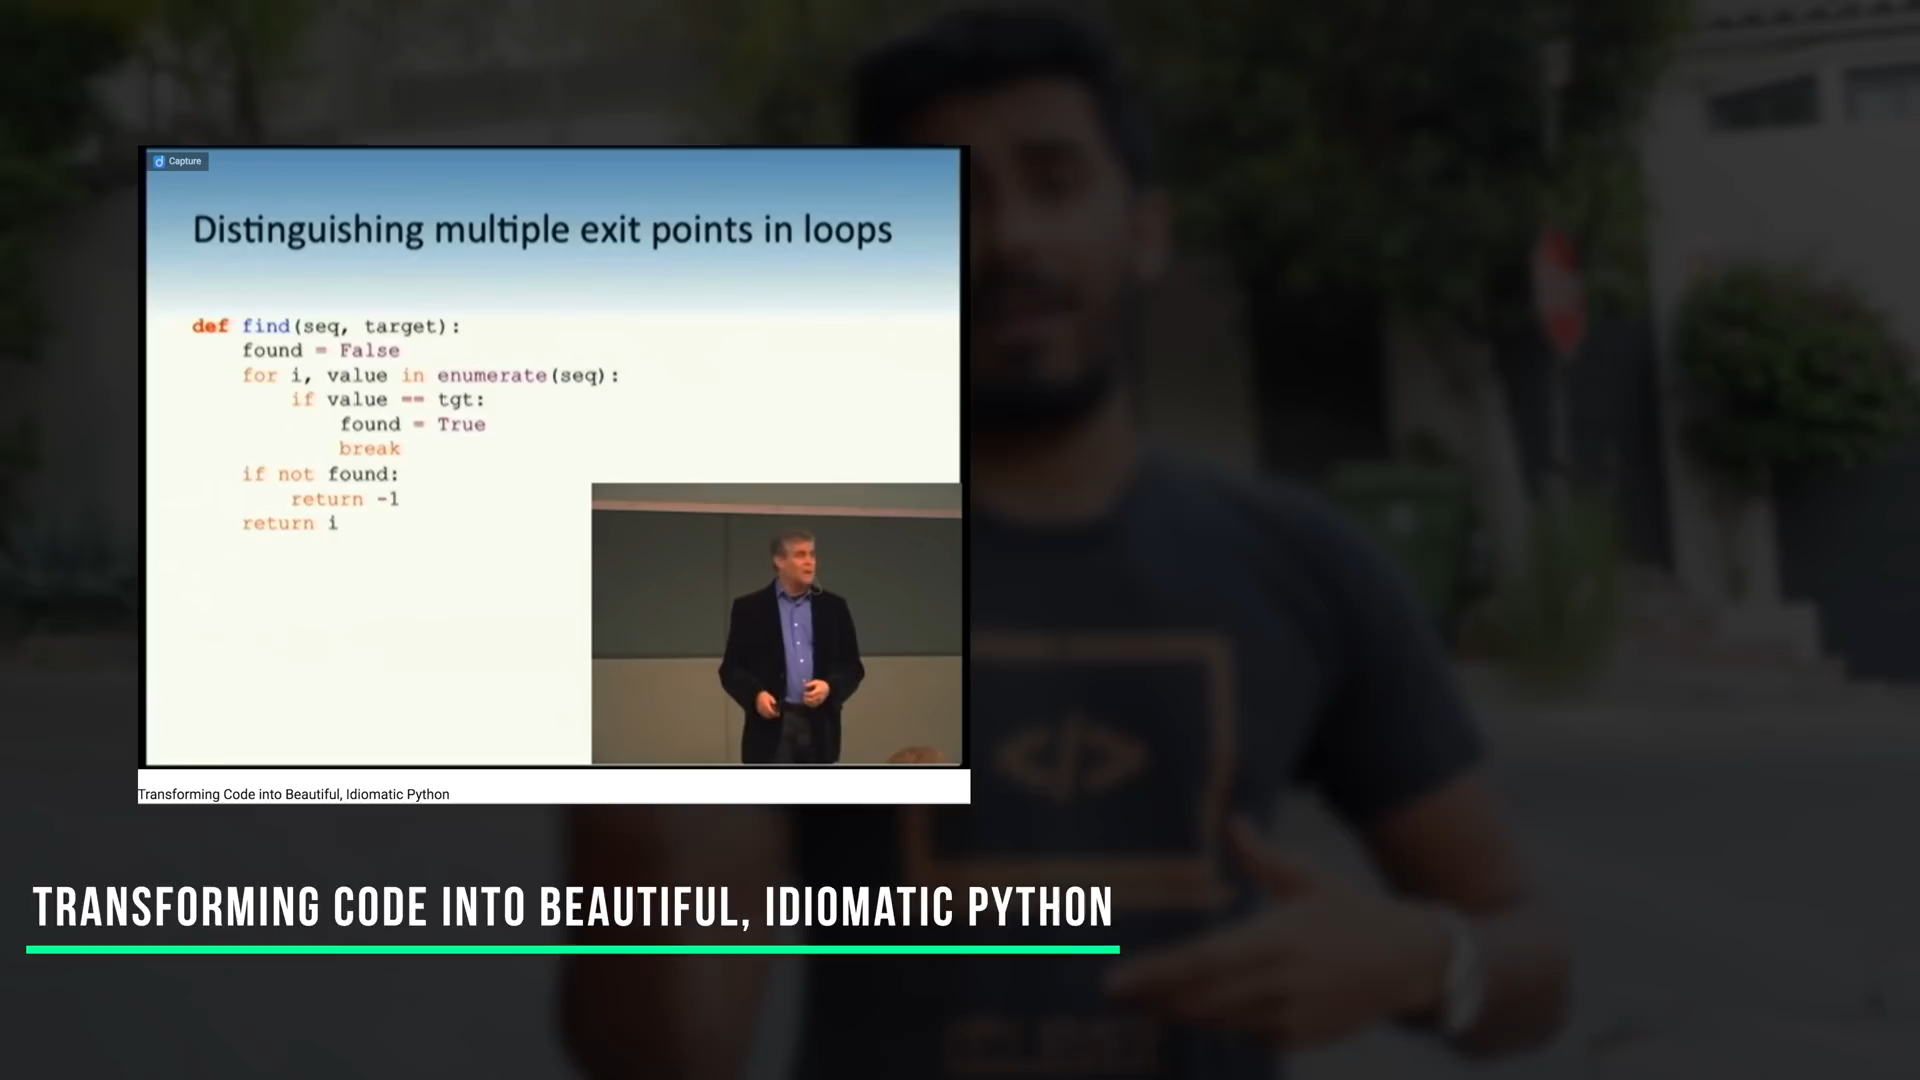 Capture
Distinguishing multiple exit points in loops
def find(seq, target):
    found = False
    for i, value in enumerate(seq):
        if value == tgt:
            found = True
            break
    if not found:
        return -1
    return i
Transforming Code into Beautiful, Idiomatic Python
TRANSFORMING CODE INTO BEAUTIFUL, IDIOMATIC PYTHON